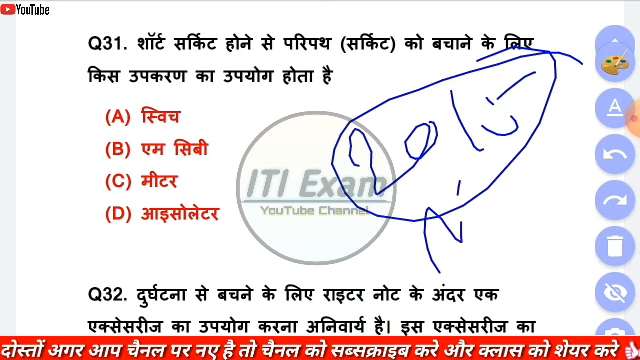 YouTube
Q31. शॉर्ट सर्किट होने से परिपथ (सर्किट) को बचाने के लिए
किस उपकरण का उपयोग होता है
(A) स्विच
(B) एम सिबी
(C) मीटर
(D) आइसोलेटर
ITI Exam
YouTube Channel
A
Q32. दुर्घटना से बचने के लिए राइटर नोट के अंदर एक
एक्सेसरीज का उपयोग करना अनिवार्य है। इस एक्सेसरीज का
दोस्तों अगर आप चैनल पर नए है तो चैनल को सब्सक्राइब करे और क्लास को शेयर करे